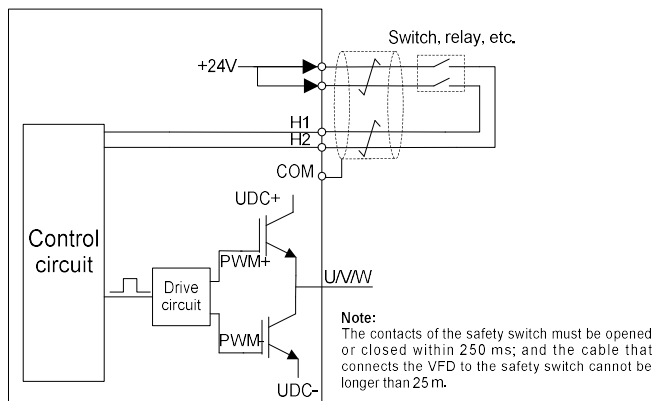 Switch, relay, etc.
+24V
H1
H2
COM
UDC+
Control
circuit
PWM+
Drive
circuit
U/V/W
PWM-
UDC-
Note:
The contacts of the safety switch must be opened
or closed within 250 ms; and the cable that
connects the VFD to the safety switch cannot be
longer than 25 m.